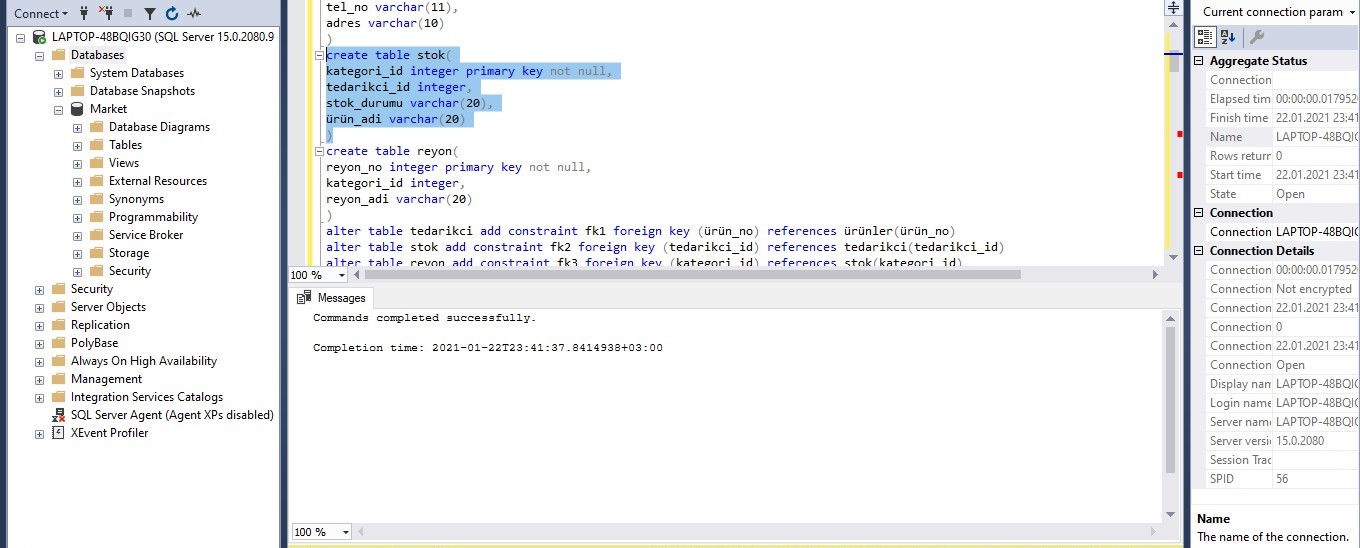 Connect
LAPTOP-48BQIG30 (SQL Server 15.0.2080.9
Databases
System Databases
Database Snapshots
Market
Database Diagrams
Tables
Views
External Resources
Synonyms
Programmability
Service Broker
Storage
Security
Security
Server Objects
Replication
PolyBase
Always On High Availability
Management
Integration Services Catalogs
SQL Server Agent (Agent XPs disabled)
XEvent Profiler
tel_no varchar(11),
adres varchar(10)
)
create table stok(
kategori_id integer primary key not null,
tedarikci_id integer,
stok_durumu varchar(20),
ürün_adi varchar(20)
)
create table reyon(
reyon_no integer primary key not null,
kategori_id integer,
reyon_adi varchar(20)
)
alter table tedarikci add constraint fk1 foreign key (ürün_no) references ürünler(ürün_no)
alter table stok add constraint fk2 foreign key (tedarikci_id) references tedarikci(tedarikci_id)
alter table reyon add constraint fk3 foreign key (kategori_id) references stok(kategori_id)
100 %
Messages
Commands completed successfully.
Completion time: 2021-01-22T23:41:37.8414938+03:00
100 %
Current connection param
Aggregate Status
Connection
Elapsed tim 00:00:00.017952
Finish time 22.01.2021 23:41
Name LAPTOP-48BQIG
Rows returr 0
Start time 22.01.2021 23:41
State Open
Connection
Connection LAPTOP-48BQIG
Connection Details
Connection 00:00:00.017952
Connection Not encrypted
Connection 22.01.2021 23:41
Connection 0
Connection 22.01.2021 23:41
Connection Open
Display nan LAPTOP-48BQIG
Login name LAPTOP-48BQIG
Server nam LAPTOP-48BQIG
Server versi 15.0.2080
Session Trac
SPID 56
Name
The name of the connection.